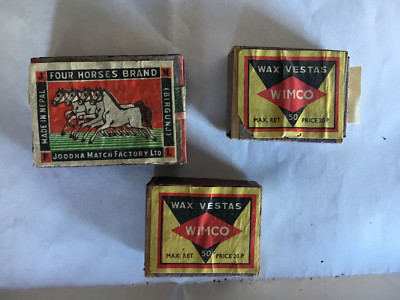 J M
FOUR HORSES BRAND
MADE IN NEPAL
(BIRGUNJ)
JOODHA MATCH FACTORY LTD
WAX VESTAS
WIMCO
MAX. RET. 50 PRICE 20 P.
WAX VESTAS
WIMCO
MAX. RET. 50 PRICE 20 P.